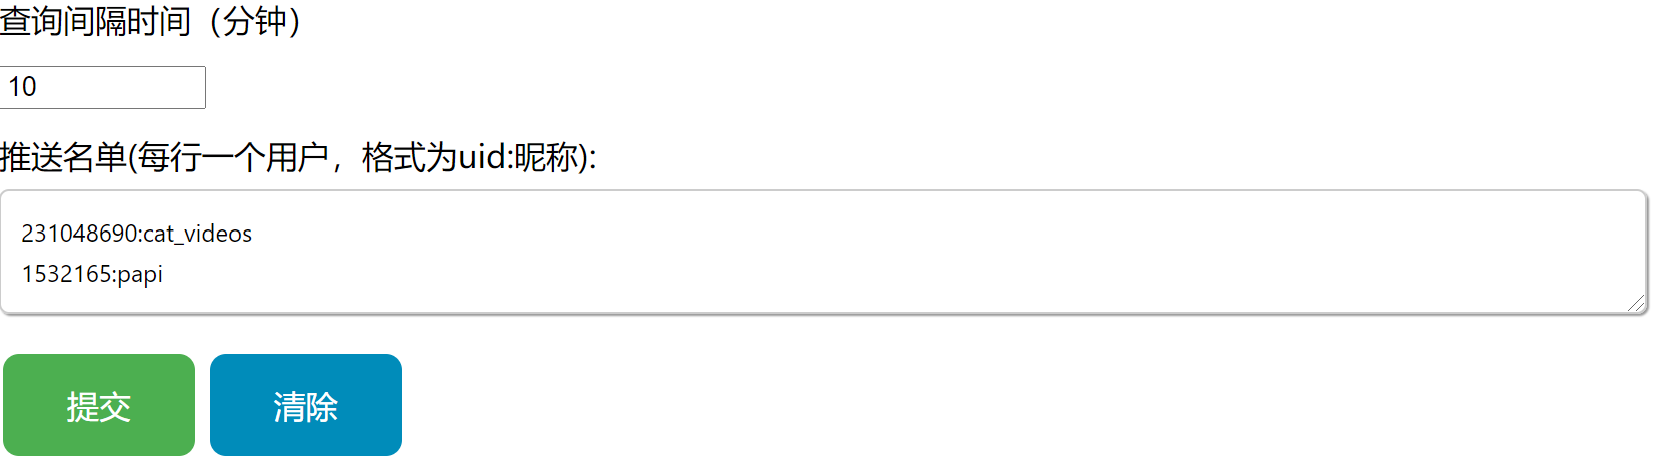 查询间隔时间（分钟）
10
推送名单(每行一个用户，格式为uid:昵称):
231048690:cat_videos
1532165:papi
提交
清除